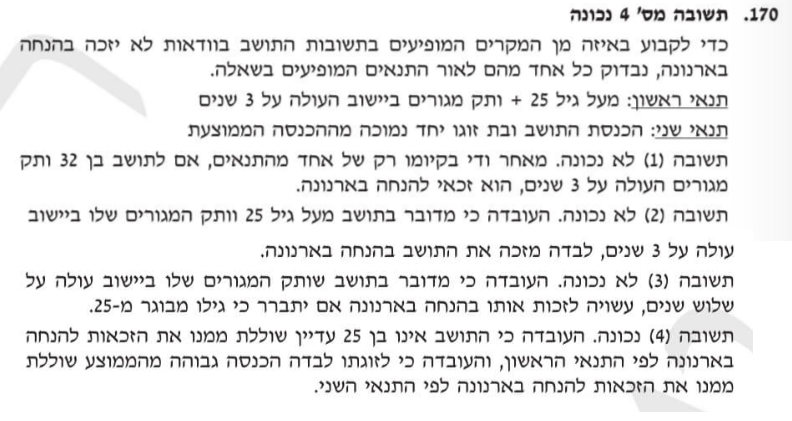 170. תשובה מס' 4 נכונה
כדי לקבוע באיזה מן המקרים המופיעים בתשובות התושב בוודאות לא יזכה בהנחה
בארנונה, נבדוק כל אחד מהם לאור התנאים המופיעים בשאלה.
תנאי ראשון: מעל גיל 25 + ותק מגורים ביישוב העולה על 3 שנים
תנאי שני: הכנסת התושב ובת זוגו יחד נמוכה מההכנסה הממוצעת
תשובה (1) לא נכונה. מאחר ודי בקיומו רק של אחד מהתנאים, אם לתושב בן 32 ותק
מגורים העולה על 3 שנים, הוא זכאי להנחה בארנונה.
תשובה (2) לא נכונה. העובדה כי מדובר בתושב מעל גיל 25 וותק המגורים שלו ביישוב
עולה על 3 שנים, לבדה מזכה את התושב בהנחה בארנונה.
תשובה (3) לא נכונה. העובדה כי מדובר בתושב שותק המגורים שלו ביישוב עולה על
שלוש שנים, עשויה לזכות אותו בהנחה בארנונה אם יתברר כי גילו מבוגר מ-25.
תשובה (4) נכונה. העובדה כי התושב אינו בן 25 עדיין שוללת ממנו את הזכאות להנחה
בארנונה לפי התנאי הראשון, והעובדה כי לזוגתו לבדה הכנסה גבוהה מהממוצע שוללת
ממנו את הזכאות להנחה בארנונה לפי התנאי השני.